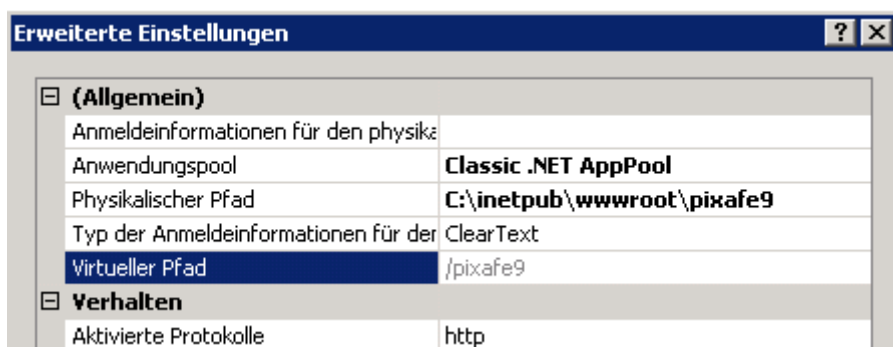 Erweiterte Einstellungen
(Allgemein)
Anmeldeinformationen für den physika
Anwendungspool Classic .NET AppPool
Physikalischer Pfad C:\inetpub\wwwroot\pixafe9
Typ der Anmeldeinformationen für der ClearText
Virtueller Pfad /pixafe9
Verhalten
Aktivierte Protokolle http